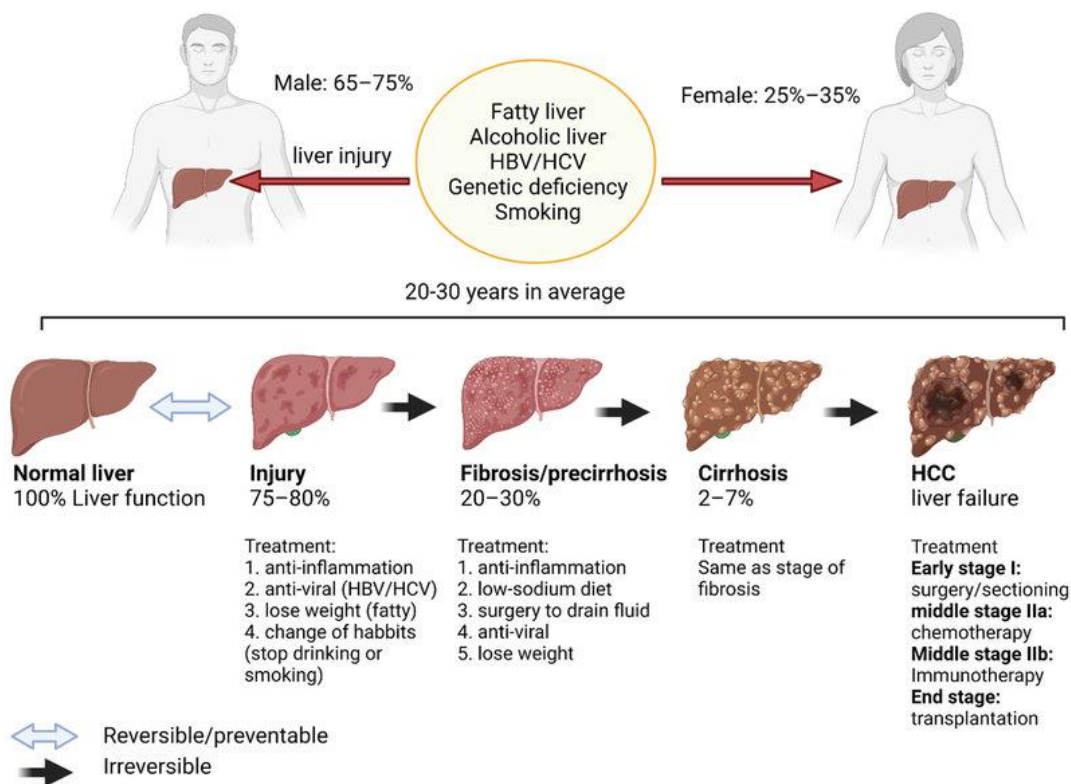 Male: 65–75%
Female: 25%–35%
liver injury
Fatty liver
Alcoholic liver
HBV/HCV
Genetic deficiency
Smoking
20-30 years in average
Normal liver
100% Liver function
Injury
75–80%
Treatment:
1. anti-inflammation
2. anti-viral (HBV/HCV)
3. lose weight (fatty)
4. change of habbits
(stop drinking or
smoking)
Fibrosis/precirrhosis
20–30%
Treatment:
1. anti-inflammation
2. low-sodium diet
3. surgery to drain fluid
4. anti-viral
5. lose weight
Cirrhosis
2–7%
Treatment
Same as stage of
fibrosis
HCC
liver failure
Treatment
Early stage I:
surgery/sectioning
middle stage IIa:
chemotherapy
Middle stage IIb:
Immunotherapy
End stage:
transplantation
Reversible/preventable
Irreversible